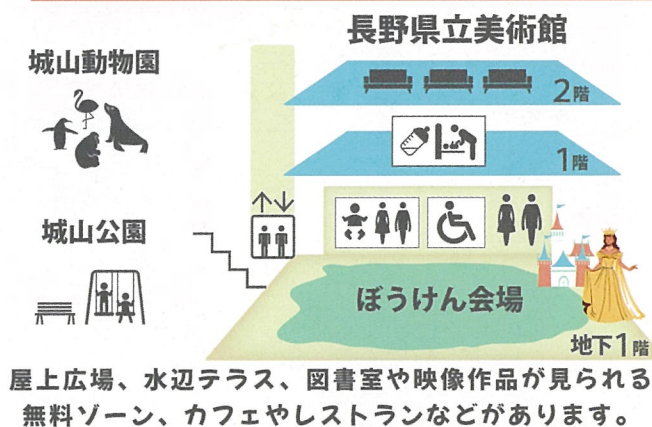 長野県立美術館
城山動物園
2階
1階
城山公園
ぼうけん会場
地下1階
屋上広場、水辺テラス、図書室や映像作品が見られる
無料ゾーン、カフェやレストランなどがあります。